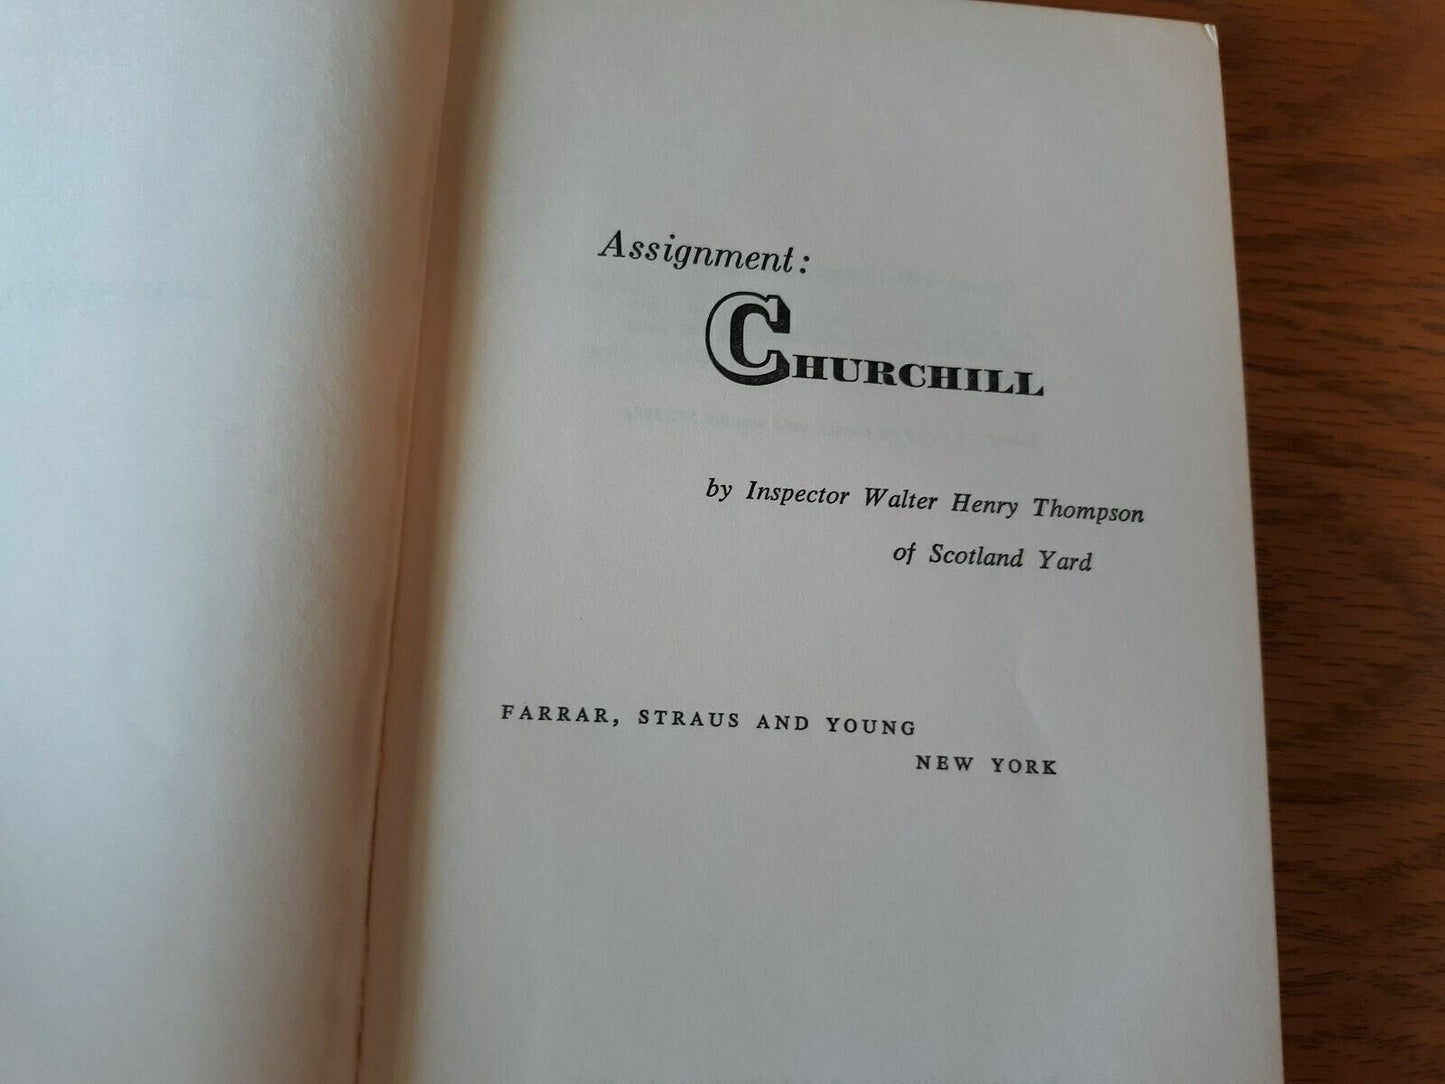 Assignment:
CHURCHILL
by Inspector Walter Henry Thompson
of Scotland Yard
FARRAR, STRAUS AND YOUNG
NEW YORK